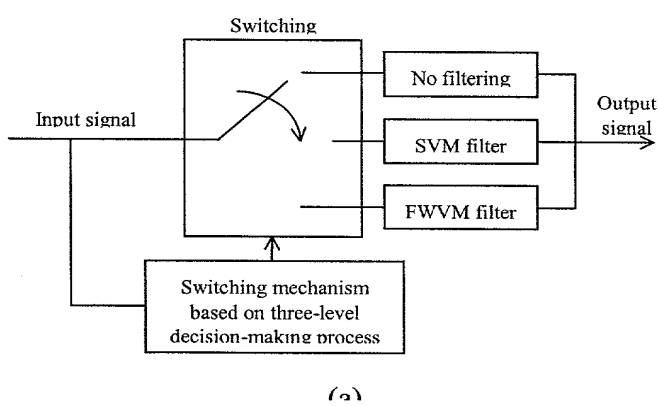 Switching
No filtering
Input signal
Output
signal
SVM filter
FWVM filter
Switching mechanism
based on three-level
decision-making process
(a)